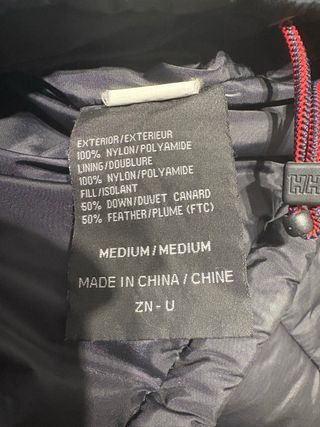 EXTERIOR/EXTERIEUR
100% NYLON/POLYAMIDE
LINING/DOUBLURE
100% NYLON/POLYAMIDE
FILL/ISOLANT
50% DOWN/DUVET CANARD
50% FEATHER/PLUME (FTC)
MEDIUM/MEDIUM
MADE IN CHINA/CHINE
ZN - U
HH